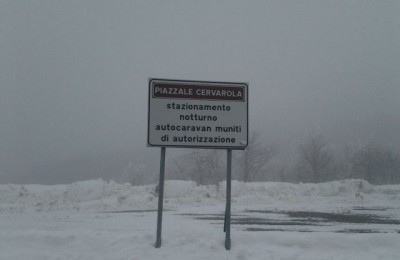 PIAZZALE CERVAROLA
stazionamento
notturno
autocaravan muniti
di autorizzazione